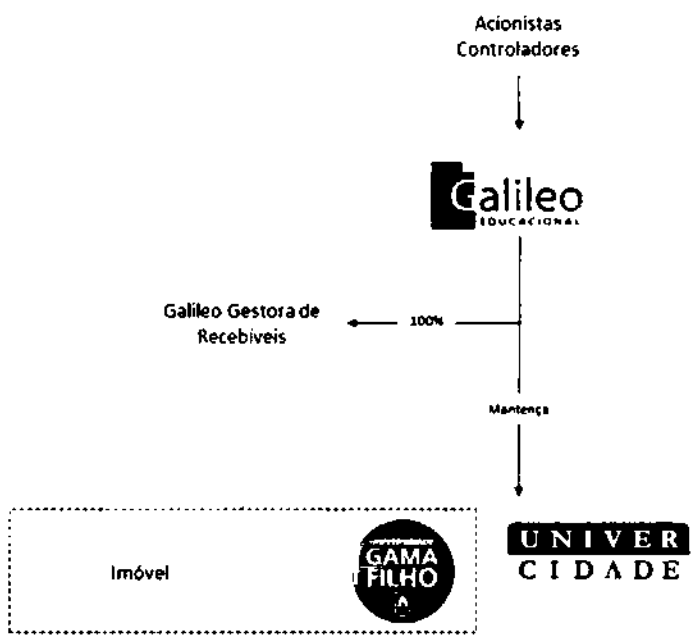 Acionistas
Controladores
Galileo
EDUCACIONAL
Galileo Gestora de
Recebíveis
100%
Mantença
Imóvel
GAMA
FILHO
UNIVER
CIDADE